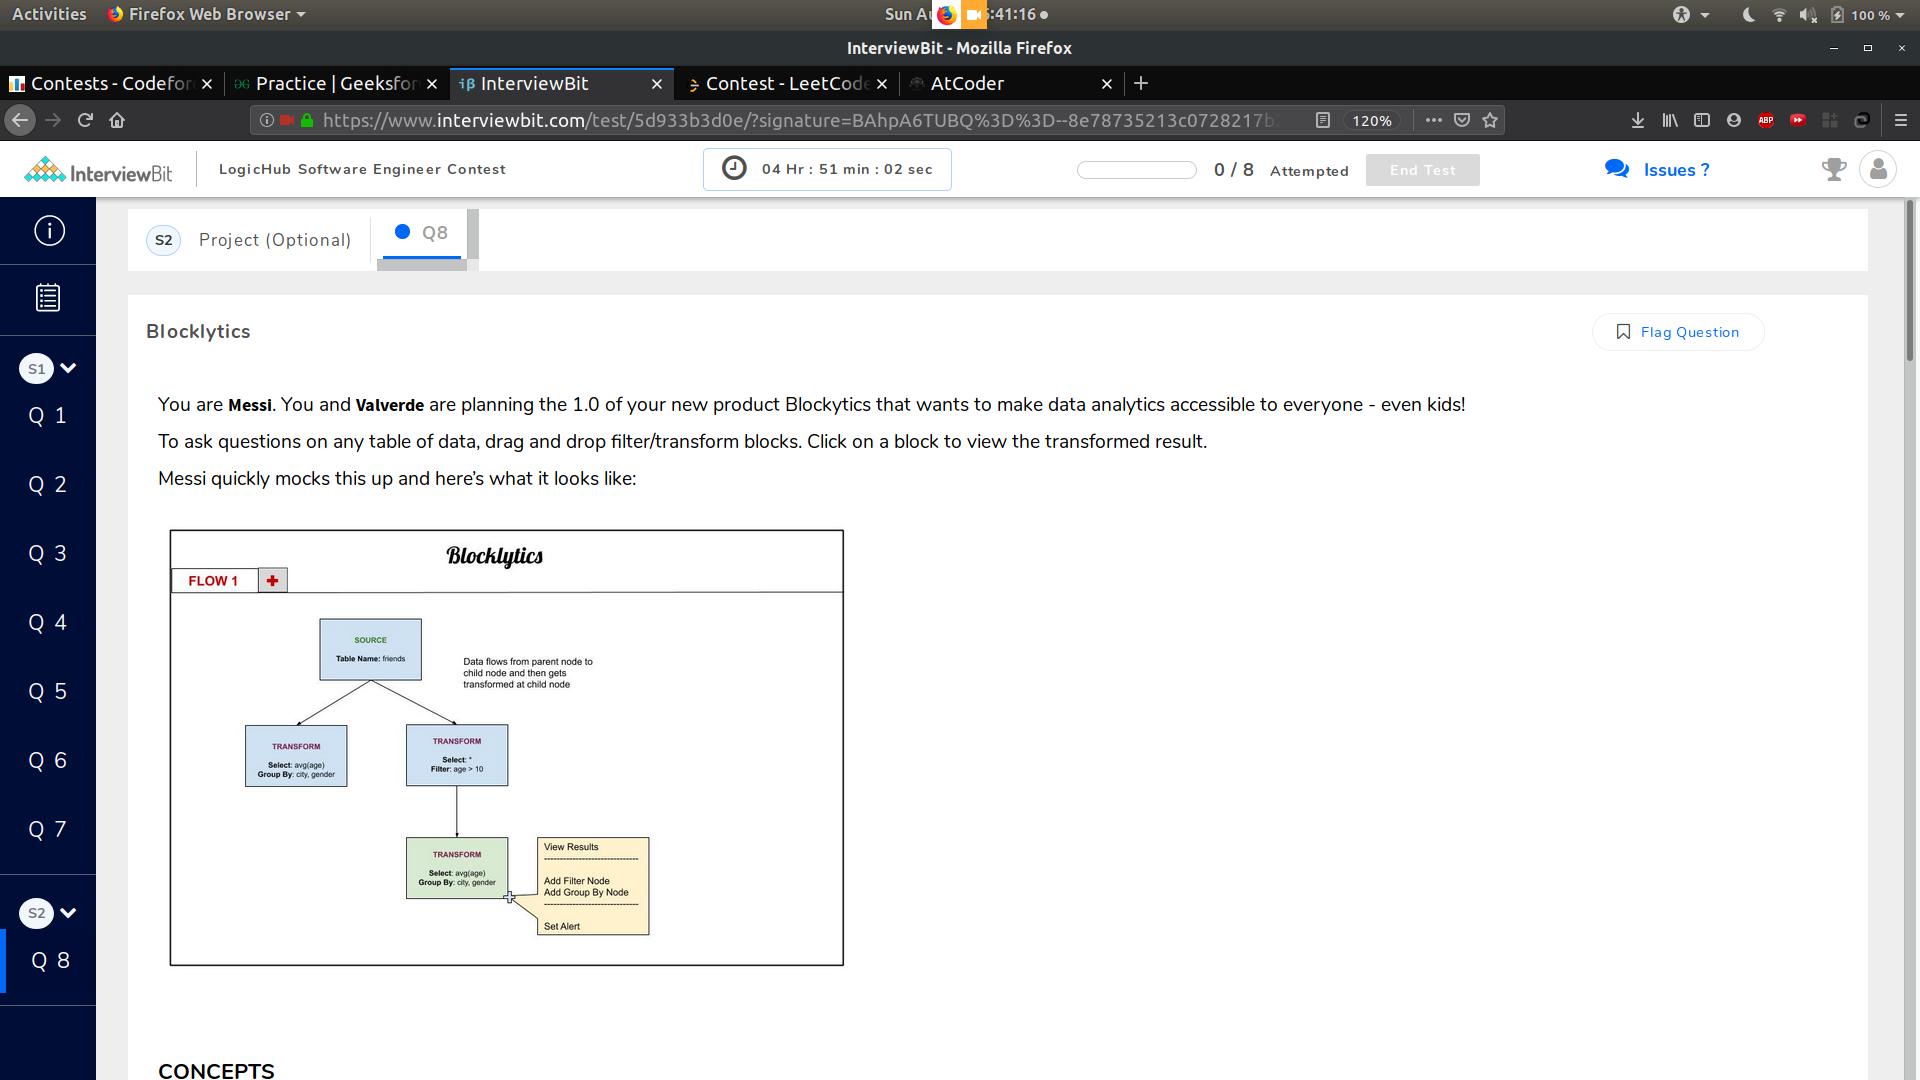 Activities
Firefox Web Browser
Sun Au
:41:16
100 %
InterviewBit - Mozilla Firefox
Contests - Codefor
Practice | Geeksfor
InterviewBit
Contest - LeetCode
AtCoder
https://www.interviewbit.com/test/5d933b3d0e/?signature=BAhpA6TUBQ%3D%3D--8e78735213c0728217b
120%
ABP
InterviewBit
LogicHub Software Engineer Contest
04 Hr : 51 min : 02 sec
0 / 8 Attempted
End Test
Issues ?
S2
Project (Optional)
Q8
S1
Q 1
Q 2
Q 3
Q 4
Q 5
Q 6
Q 7
S2
Q 8
Blocklytics
Flag Question
You are Messi. You and Valverde are planning the 1.0 of your new product Blockytics that wants to make data analytics accessible to everyone - even kids!
To ask questions on any table of data, drag and drop filter/transform blocks. Click on a block to view the transformed result.
Messi quickly mocks this up and here's what it looks like:
Blocklytics
FLOW 1
SOURCE
Table Name: friends
Data flows from parent node to
child node and then gets
transformed at child node
TRANSFORM
Select: avg(age)
Group By: city, gender
TRANSFORM
Select: *
Filter: age > 10
TRANSFORM
Select: avg(age)
Group By: city, gender
View Results
Add Filter Node
Add Group By Node
Set Alert
CONCEPTS